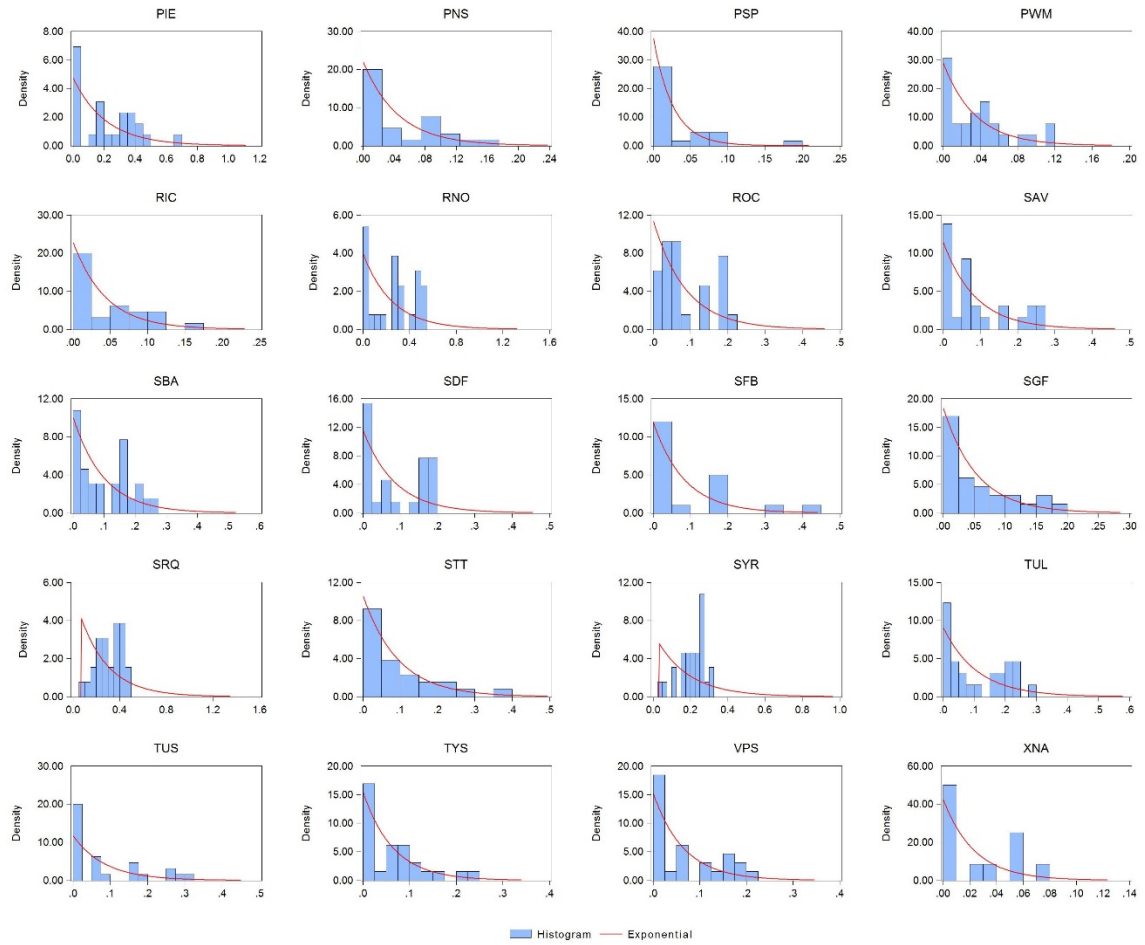 PIE PNS PSP PWM
8.00 30.00 40.00 40.00
6.00 20.00 30.00 30.00
4.00 20.00 20.00
2.00 10.00 10.00 10.00
0.00 0.00 0.00 0.00
Density Density Density Density
0.0 0.2 0.4 0.6 0.8 1.0 1.2 .00 .04 .08 .12 .16 .20 .24 .00 .05 .10 .15 .20 .25 .00 .04 .08 .12 .16 .20
RIC RNO ROC SAV
30.00 6.00 12.00 15.00
20.00 4.00 8.00 10.00
10.00 2.00 4.00 5.00
0.00 0.00 0.00 0.00
Density Density Density Density
.00 .05 .10 .15 .20 .25 0.0 0.4 0.8 1.2 1.6 .0 .1 .2 .3 .4 .5 .0 .1 .2 .3 .4 .5
SBA SDF SFB SGF
12.00 16.00 15.00 20.00
9.00 12.00 10.00 15.00
6.00 8.00 10.00
3.00 4.00 5.00 5.00
0.00 0.00 0.00 0.00
Density Density Density Density
.0 .1 .2 .3 .4 .5 .6 .0 .1 .2 .3 .4 .5 .0 .1 .2 .3 .4 .5 .00 .05 .10 .15 .20 .25 .30
SRQ STT SYR TUL
6.00 12.00 12.00 15.00
4.00 8.00 8.00 10.00
2.00 4.00 4.00 5.00
0.00 0.00 0.00 0.00
Density Density Density Density
0.0 0.4 0.8 1.2 1.6 .0 .1 .2 .3 .4 .5 0.0 0.2 0.4 0.6 0.8 1.0 .0 .1 .2 .3 .4 .5 .6
TUS TYS VPS XNA
30.00 20.00 20.00 60.00
20.00 15.00 15.00 40.00
10.00 10.00
10.00 5.00 5.00 20.00
0.00 0.00 0.00 0.00
Density Density Density Density
.0 .1 .2 .3 .4 .5 .0 .1 .2 .3 .4 .0 .1 .2 .3 .4 .00 .02 .04 .06 .08 .10 .12 .14
Histogram Exponential